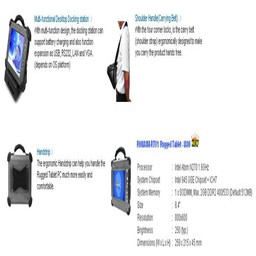 Multi-functional Desktop Docking station
With multi-function design, the docking station can
support battery charging and also function
expansion as USB, RS232, LAN and VGA.
(depends on OS platform)
Shoulder Handle(Carrying Belt)
With the four corner locks, is the carry belt
(shoulder strap) ergonomically designed to make
you carry the product hands free.
Handstrip
The ergonomic Handstrip can help you handle the
Rugged Tablet PC much more easily and
comfortable.
Rugged Tablet
Processor : Intel Atom N270 1.6GHz
System Chipset : Intel 945 GSE Chipset + ICH7
System Memory : 1 x SODIMM, Max. 2GB DDR2 400/533 (Default 512MB)
Size : 8.4"
Resolution : 800x600
Brightness : 250 (typ.)
Dimensions (W x L x H) : 259 x 215 x 45 mm